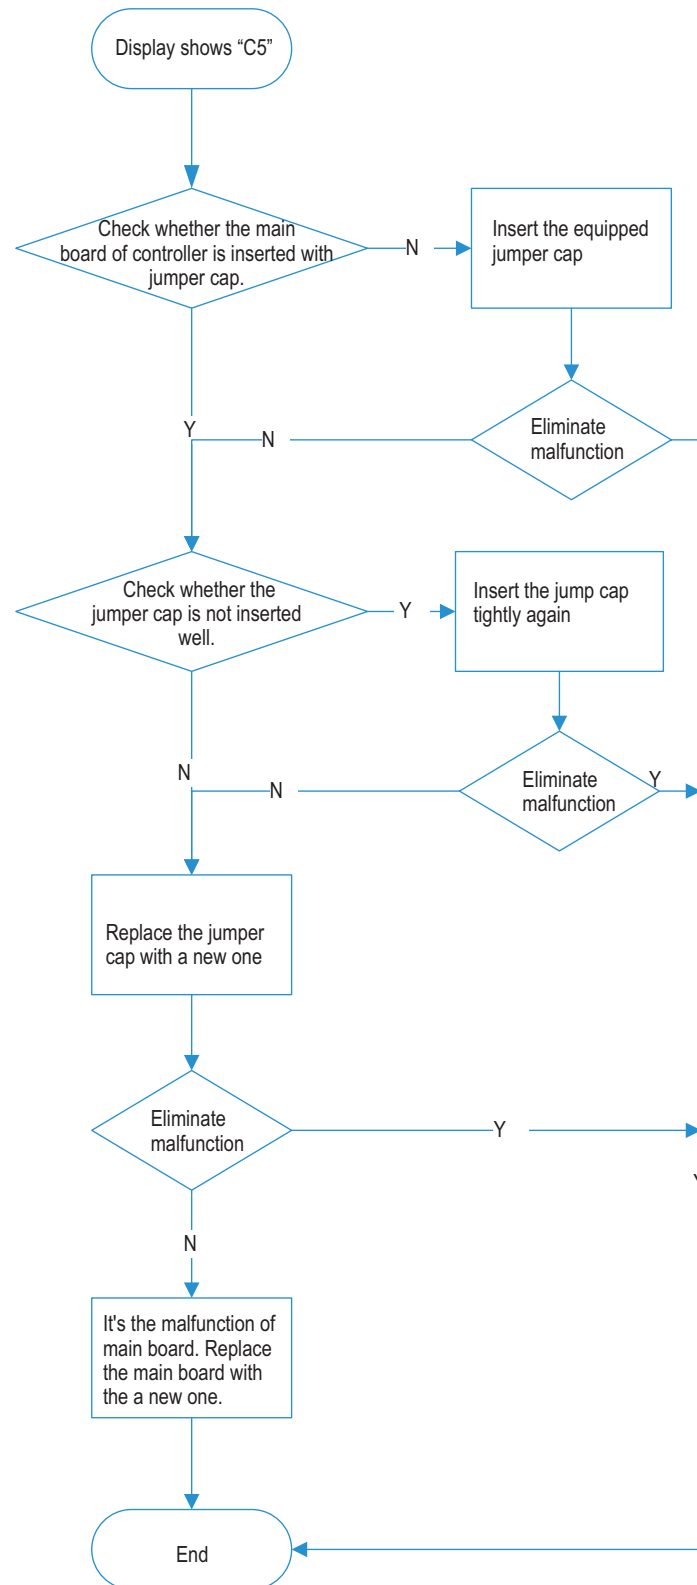 Display shows “C5”
Check whether the main
board of controller is inserted with
jumper cap.
N
Insert the equipped
jumper cap
Y
N
Eliminate
malfunction
Check whether the
jumper cap is not inserted
well.
Y
Insert the jump cap
tightly again
N
N
Eliminate
malfunction
Y
Replace the jumper
cap with a new one
Eliminate
malfunction
Y
Y
N
It's the malfunction of
main board. Replace
the main board with
the a new one.
End